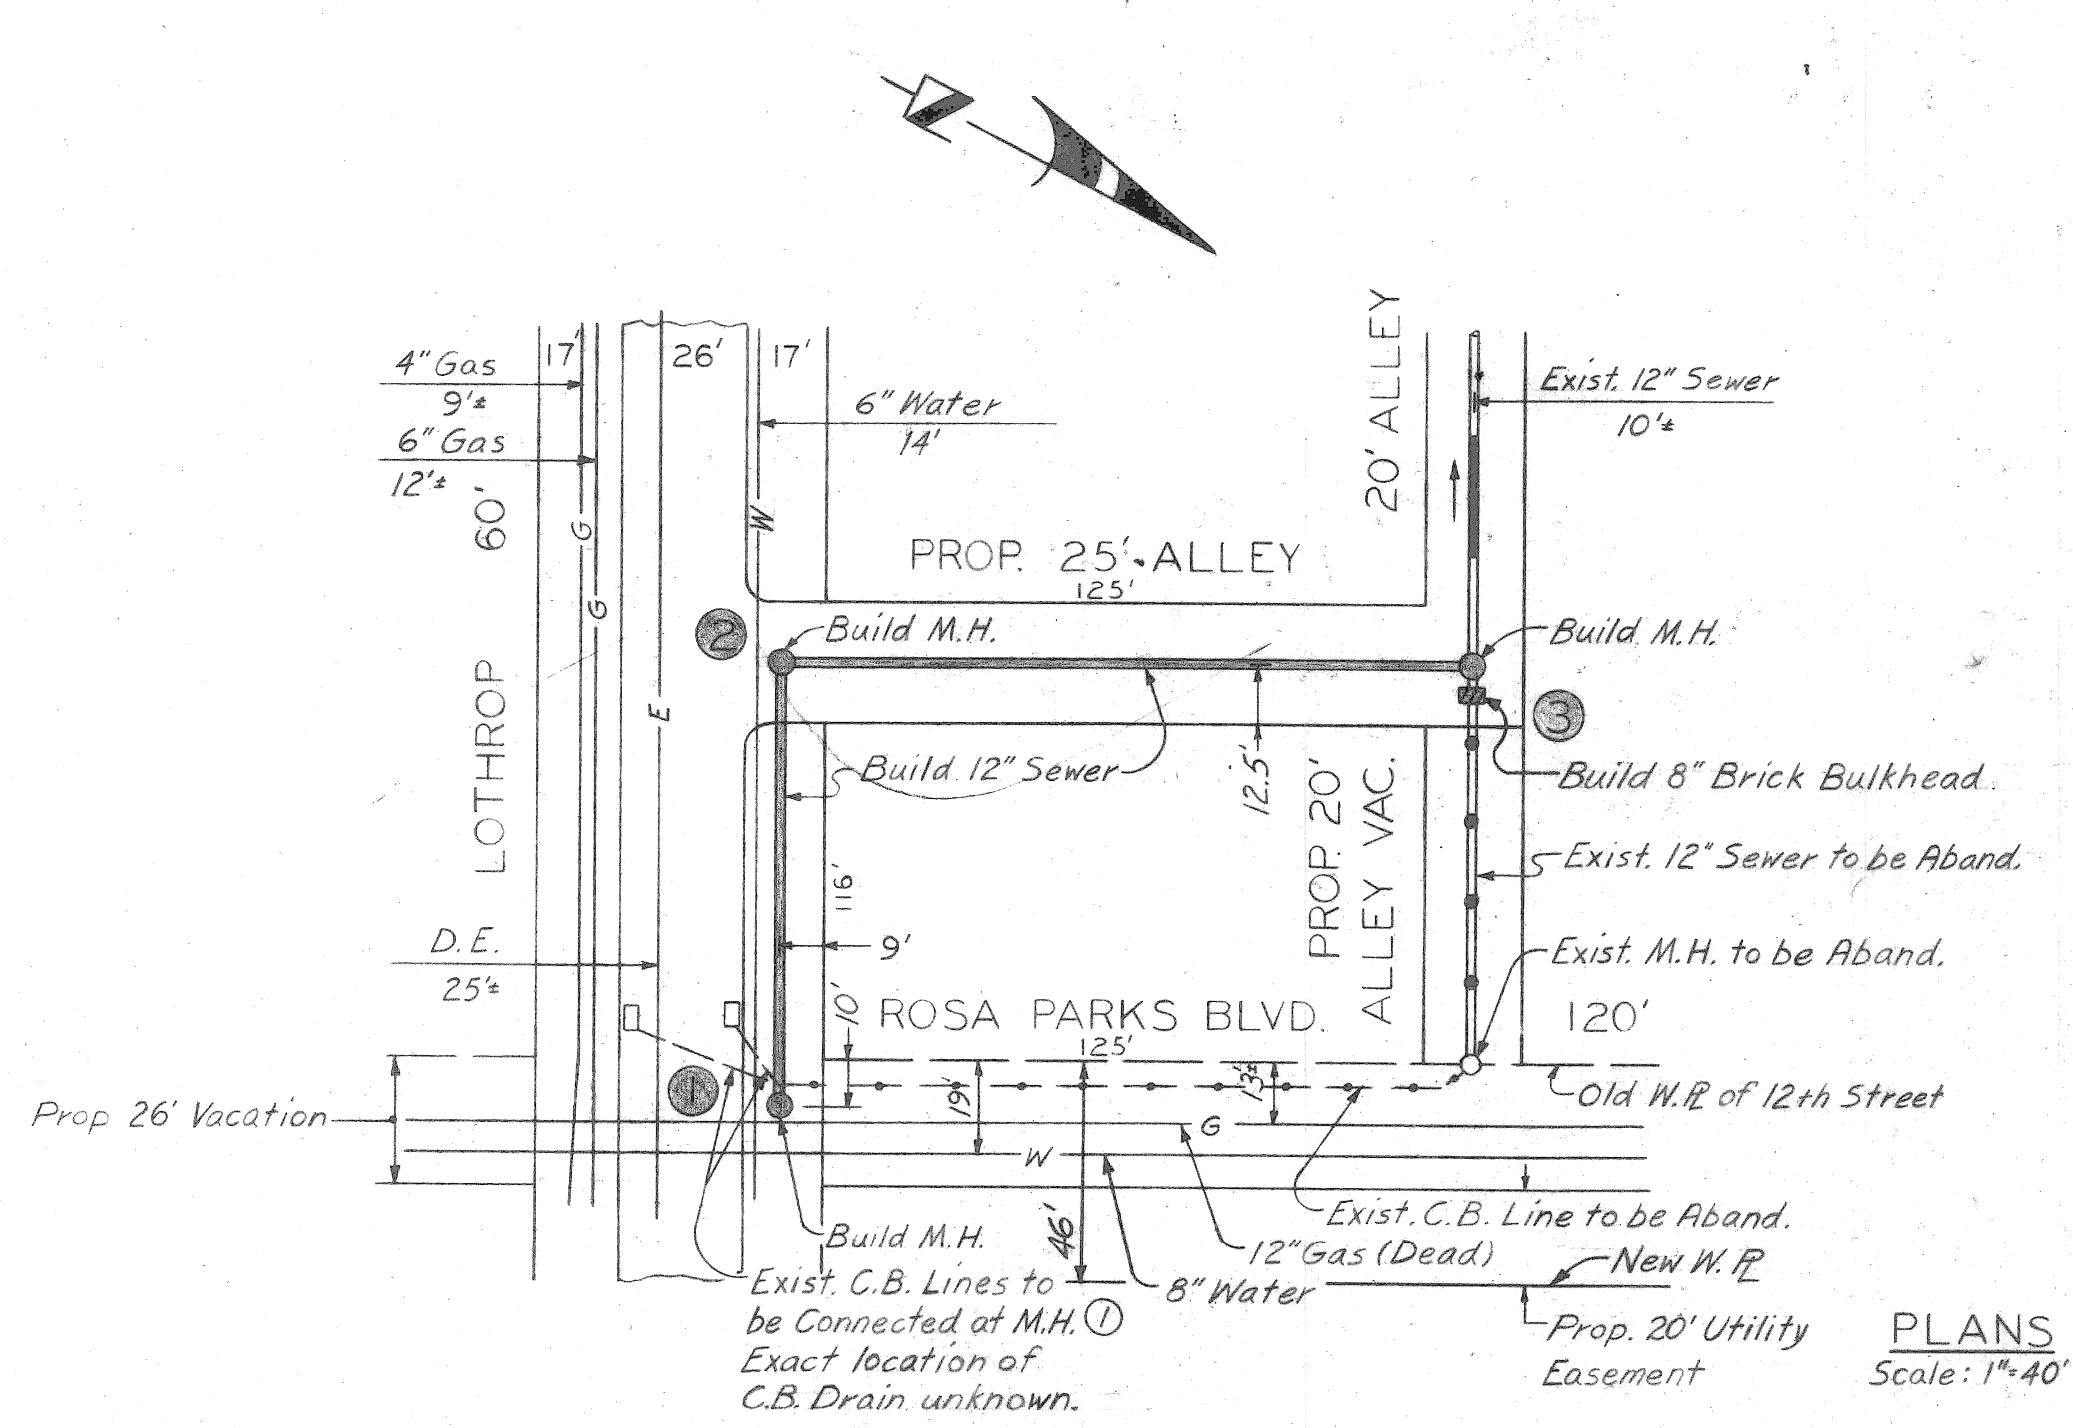 N
17'
26'
17'
4" Gas
9'±
6" Gas
12'±
6" Water
14'
20' ALLEY
Exist. 12" Sewer
10'±
60'
LOTHROP
G
G
W
E
PROP. 25' ALLEY
125'
2
Build M.H.
Build M.H.
3
Build 12" Sewer
12.5'
PROP. 20'
ALLEY VAC.
Build 8" Brick Bulkhead
Exist. 12" Sewer to be Aband.
116'
9'
D.E.
25'±
Exist. M.H. to be Aband.
10'
ROSA PARKS BLVD.
125'
120'
1
19'
13'±
Old W. PL of 12th Street
Prop 26' Vacation
G
W
46'
Exist. C.B. Line to be Aband.
Build M.H.
12" Gas (Dead)
New W. PL
8" Water
Exist. C.B. Lines to
be Connected at M.H. 1
Exact location of
C.B. Drain unknown.
Prop. 20' Utility
Easement
PLANS
Scale: 1"=40'